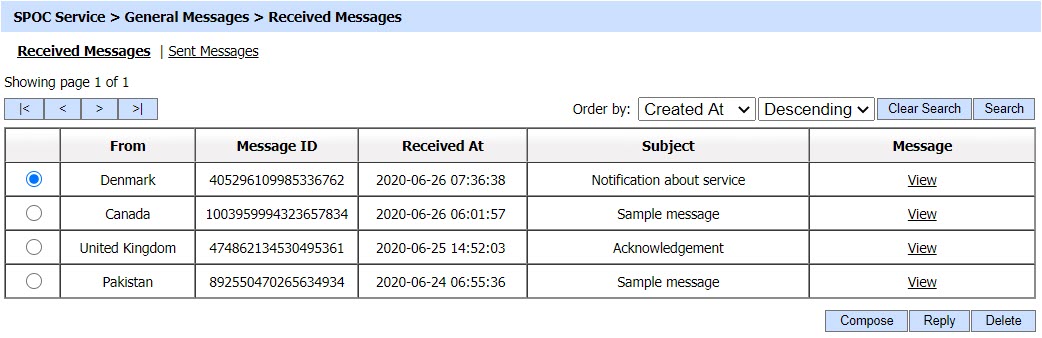 SPOC Service > General Messages > Received Messages
Received Messages | Sent Messages
Showing page 1 of 1
|< < > >| Order by: Created At Descending Clear Search Search
From Message ID Received At Subject Message
Denmark 405296109985336762 2020-06-26 07:36:38 Notification about service View
Canada 1003959994323657834 2020-06-26 06:01:57 Sample message View
United Kingdom 474862134530495361 2020-06-25 14:52:03 Acknowledgement View
Pakistan 892550470265634934 2020-06-24 06:55:36 Sample message View
Compose Reply Delete